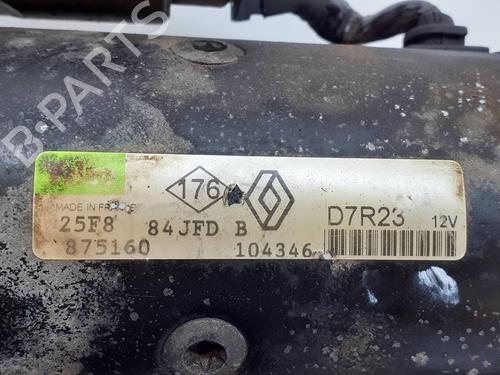 B-PARTS
176
MADE IN FRANCE
25F8 84JFD B D7R23 12V
875160 104346